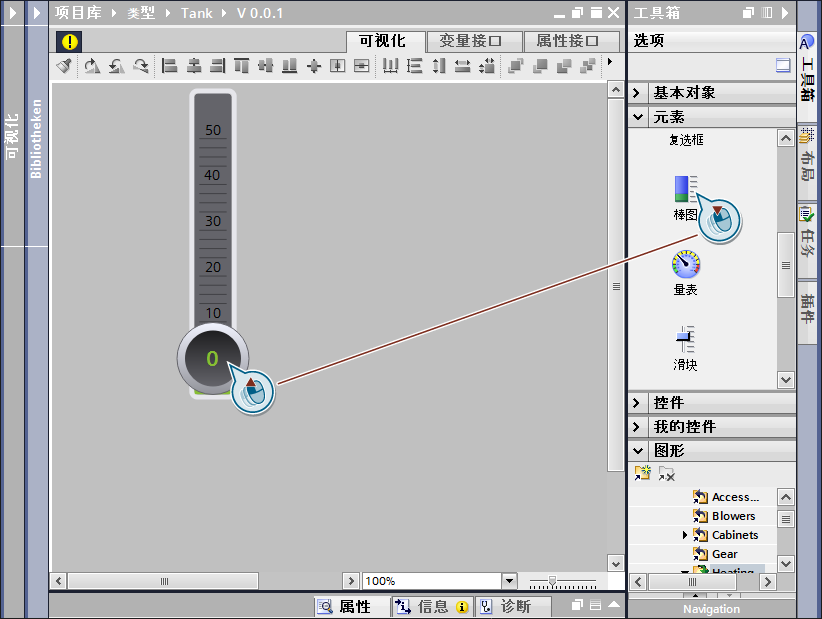 项目库 类型 Tank V 0.0.1
可视化 变量接口 属性接口
可视化
Bibliotheken
50
40
30
20
10
0
100%
属性 信息 诊断
工具箱
选项
基本对象
元素
复选框
棒图
量表
滑块
控件
我的控件
图形
Access...
Blowers
Cabinets
Gear
Heating
Navigation
工具箱
布局
任务
插件